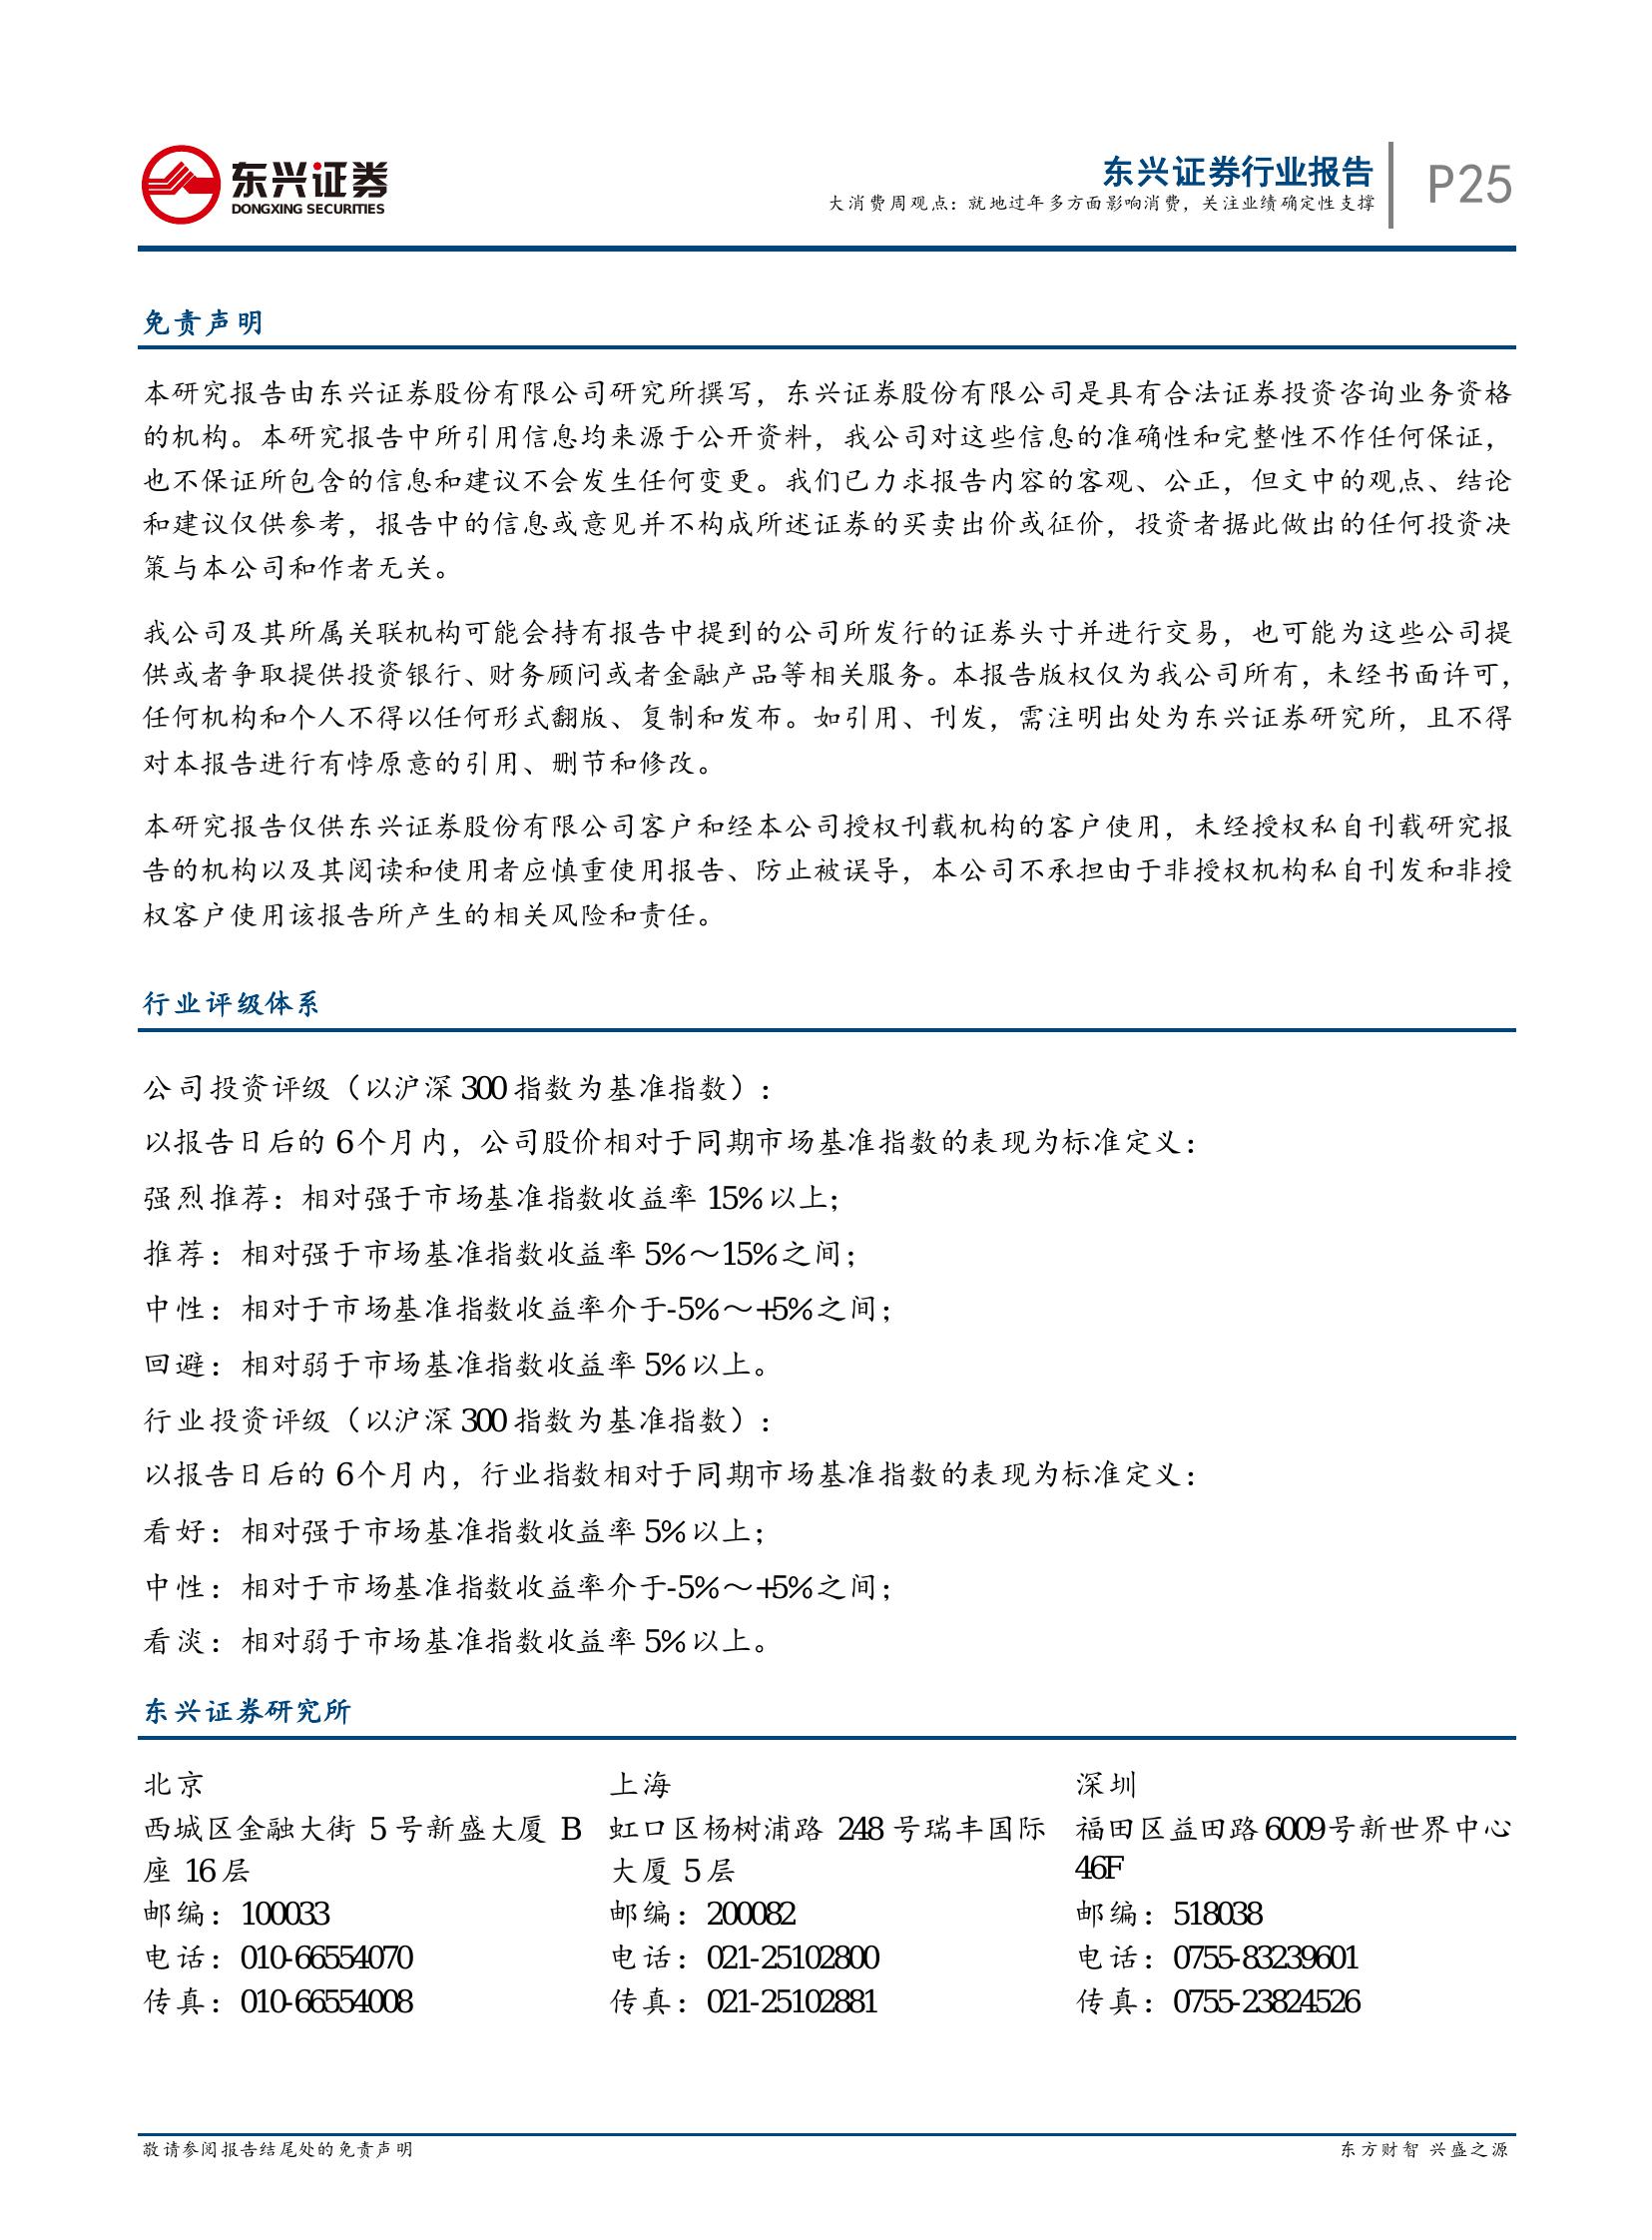 东兴证券
DONGXING SECURITIES
东兴证券行业报告
大消费周观点：就地过年多方面影响消费，关注业绩确定性支撑
P25
免责声明
本研究报告由东兴证券股份有限公司研究所撰写，东兴证券股份有限公司是具有合法证券投资咨询业务资格
的机构。本研究报告中所引用信息均来源于公开资料，我公司对这些信息的准确性和完整性不作任何保证，
也不保证所包含的信息和建议不会发生任何变更。我们已力求报告内容的客观、公正，但文中的观点、结论
和建议仅供参考，报告中的信息或意见并不构成所述证券的买卖出价或征价，投资者据此做出的任何投资决
策与本公司和作者无关。
我公司及其所属关联机构可能会持有报告中提到的公司所发行的证券头寸并进行交易，也可能为这些公司提
供或者争取提供投资银行、财务顾问或者金融产品等相关服务。本报告版权仅为我公司所有，未经书面许可，
任何机构和个人不得以任何形式翻版、复制和发布。如引用、刊发，需注明出处为东兴证券研究所，且不得
对本报告进行有悖原意的引用、删节和修改。
本研究报告仅供东兴证券股份有限公司客户和经本公司授权刊载机构的客户使用，未经授权私自刊载研究报
告的机构以及其阅读和使用者应慎重使用报告、防止被误导，本公司不承担由于非授权机构私自刊发和非授
权客户使用该报告所产生的相关风险和责任。
行业评级体系
公司投资评级（以沪深 300 指数为基准指数）：
以报告日后的 6 个月内，公司股价相对于同期市场基准指数的表现为标准定义：
强烈推荐：相对强于市场基准指数收益率 15％以上；
推荐：相对强于市场基准指数收益率 5％～15％之间；
中性：相对于市场基准指数收益率介于-5％～+5％之间；
回避：相对弱于市场基准指数收益率 5％以上。
行业投资评级（以沪深 300 指数为基准指数）：
以报告日后的 6 个月内，行业指数相对于同期市场基准指数的表现为标准定义：
看好：相对强于市场基准指数收益率 5％以上；
中性：相对于市场基准指数收益率介于-5％～+5％之间；
看淡：相对弱于市场基准指数收益率 5％以上。
东兴证券研究所
北京
西城区金融大街 5 号新盛大厦 B
座 16 层
邮编：100033
电话：010-66554070
传真：010-66554008
上海
虹口区杨树浦路 248 号瑞丰国际
大厦 5 层
邮编：200082
电话：021-25102800
传真：021-25102881
深圳
福田区益田路6009号新世界中心
46F
邮编：518038
电话：0755-83239601
传真：0755-23824526
敬请参阅报告结尾处的免责声明
东方财智 兴盛之源